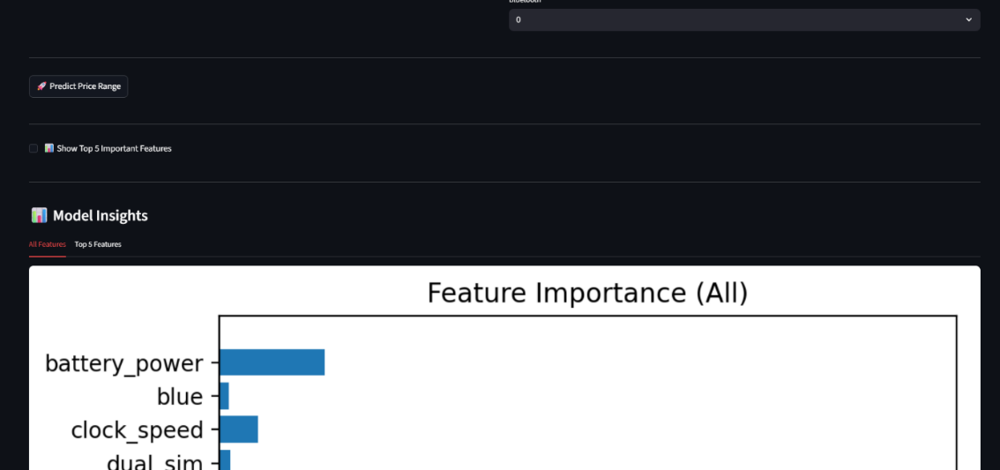 Bluetooth
0
🚀 Predict Price Range
📊 Show Top 5 Important Features
📊 Model Insights
All Features Top 5 Features
Feature Importance (All)
battery_power
blue
clock_speed
dual_sim